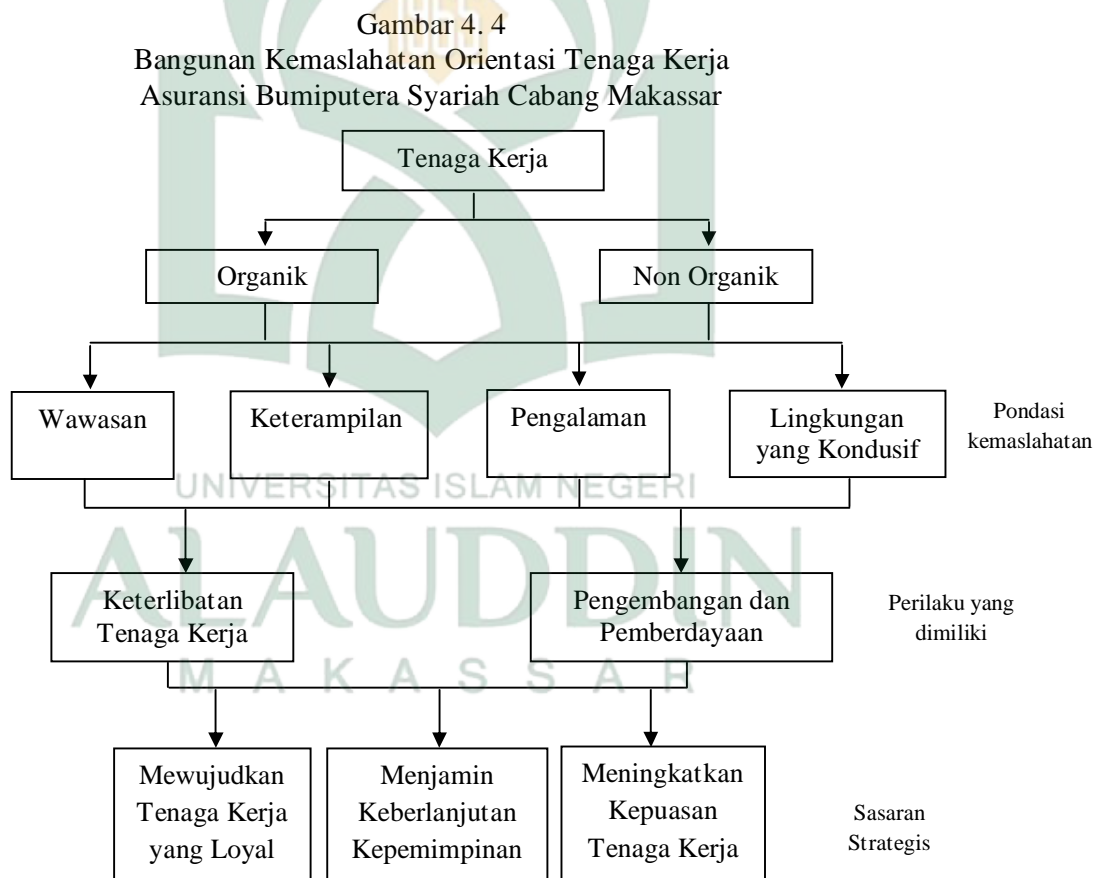 Gambar 4. 4
Bangunan Kemaslahatan Orientasi Tenaga Kerja
Asuransi Bumiputera Syariah Cabang Makassar
Tenaga Kerja
Organik
Non Organik
Wawasan
Keterampilan
Pengalaman
Lingkungan
yang Kondusif
Pondasi
kemaslahatan
UNIVERSITAS ISLAM NEGERI
ALAUDDIN
MAKASSAR
Keterlibatan
Tenaga Kerja
Pengembangan dan
Pemberdayaan
Perilaku yang
dimiliki
Mewujudkan
Tenaga Kerja
yang Loyal
Menjamin
Keberlanjutan
Kepemimpinan
Meningkatkan
Kepuasan
Tenaga Kerja
Sasaran
Strategis